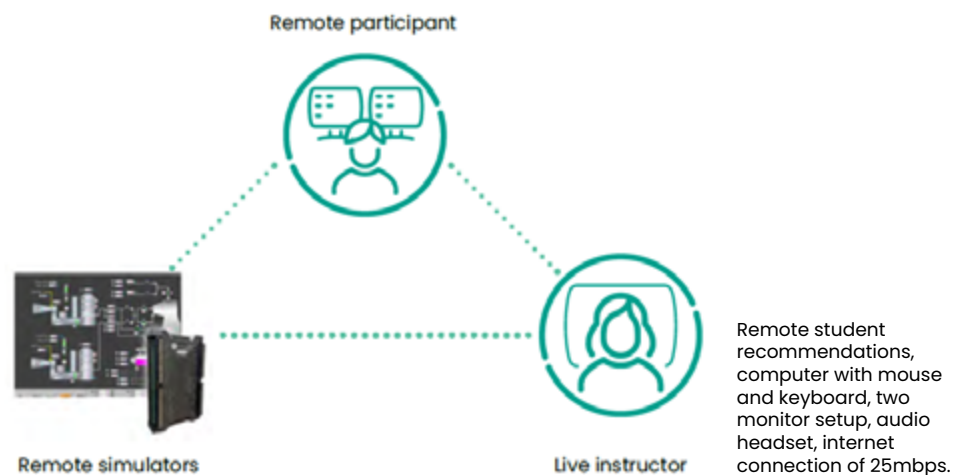 Remote participant
Remote student
recommendations,
computer with mouse
and keyboard, two
monitor setup, audio
headset, internet
connection of 25mbps.
Remote simulators
Live instructor